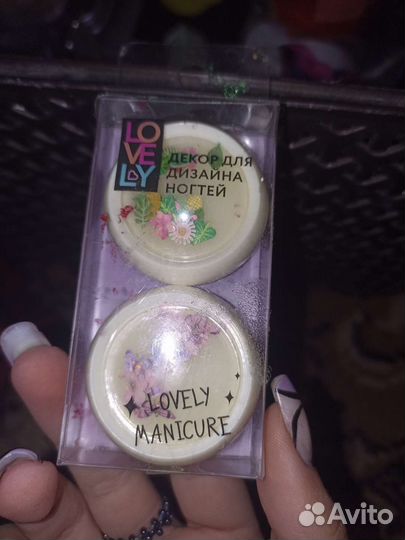 LO
VE
LY
ДЕКОР ДЛЯ
ДИЗАЙНА
НОГТЕЙ
LOVELY
MANICURE
Avito